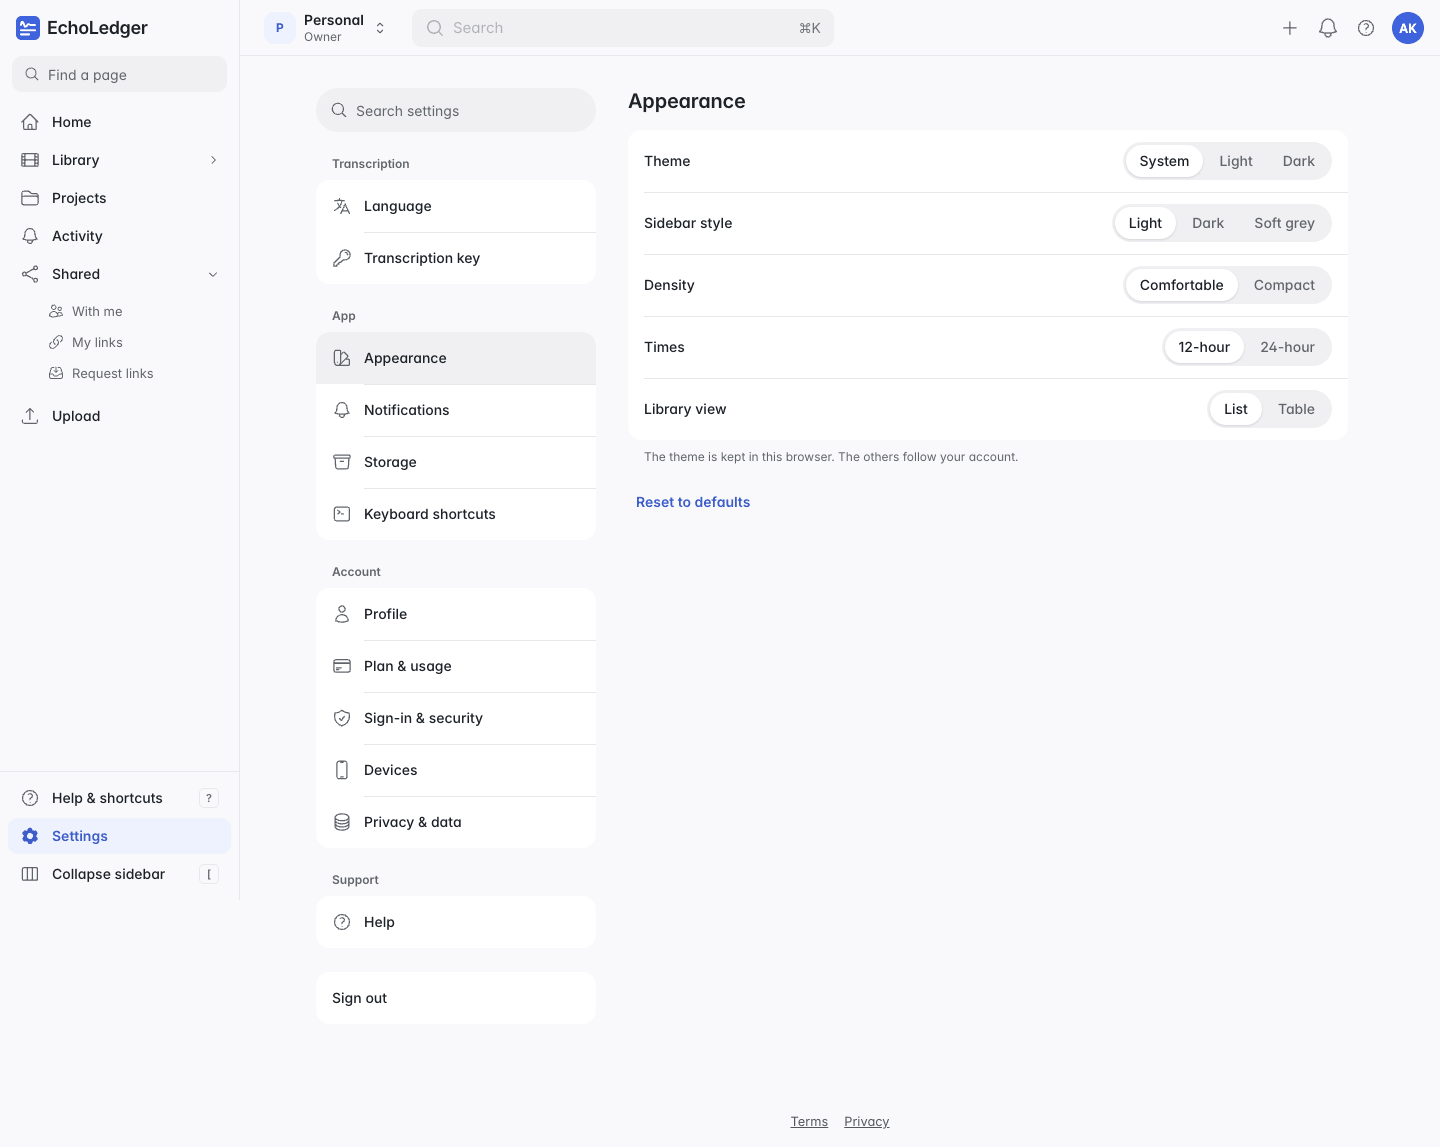 EchoLedger
Find a page
Home
Library
Projects
Activity
Shared
With me
My links
Request links
Upload
Help & shortcuts ?
Settings
Collapse sidebar [
P Personal
Owner
Search ⌘K
AK
Search settings
Transcription
Language
Transcription key
App
Appearance
Notifications
Storage
Keyboard shortcuts
Account
Profile
Plan & usage
Sign-in & security
Devices
Privacy & data
Support
Help
Sign out
Appearance
Theme System Light Dark
Sidebar style Light Dark Soft grey
Density Comfortable Compact
Times 12-hour 24-hour
Library view List Table
The theme is kept in this browser. The others follow your account.
Reset to defaults
Terms Privacy